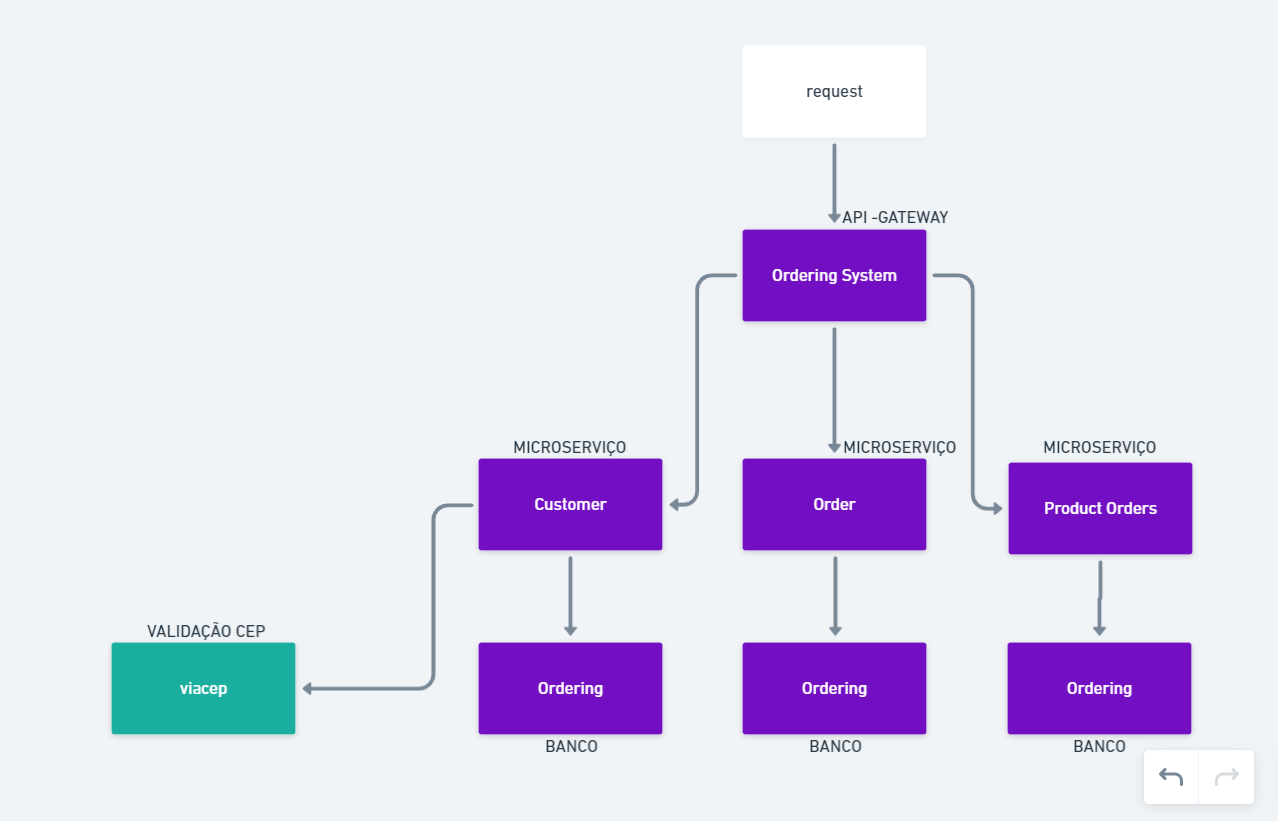 request
API -GATEWAY
Ordering System
MICROSERVIÇO
MICROSERVIÇO
MICROSERVIÇO
Customer
Order
Product Orders
VALIDAÇÃO CEP
viacep
Ordering
Ordering
Ordering
BANCO
BANCO
BANCO